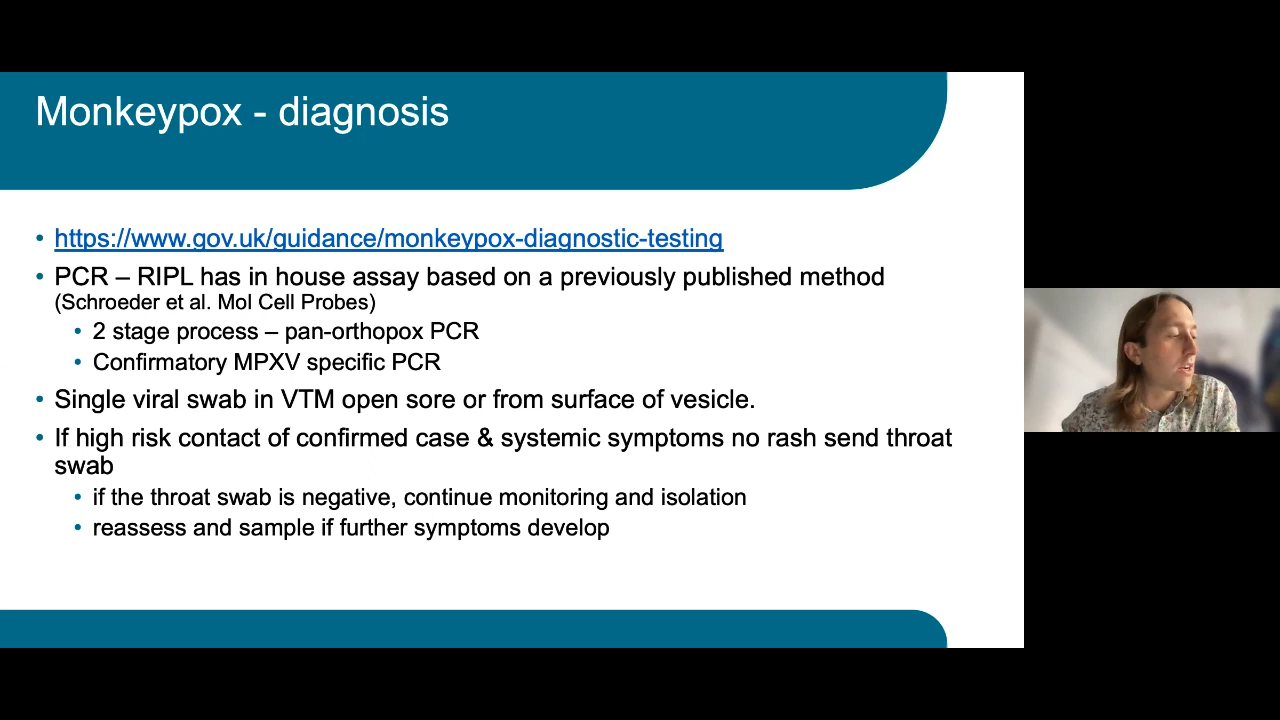 Monkeypox - diagnosis
• https://www.gov.uk/guidance/monkeypox-diagnostic-testing
• PCR – RIPL has in house assay based on a previously published method
(Schroeder et al. Mol Cell Probes)
• 2 stage process – pan-orthopox PCR
• Confirmatory MPXV specific PCR
• Single viral swab in VTM open sore or from surface of vesicle.
• If high risk contact of confirmed case & systemic symptoms no rash send throat
swab
• if the throat swab is negative, continue monitoring and isolation
• reassess and sample if further symptoms develop